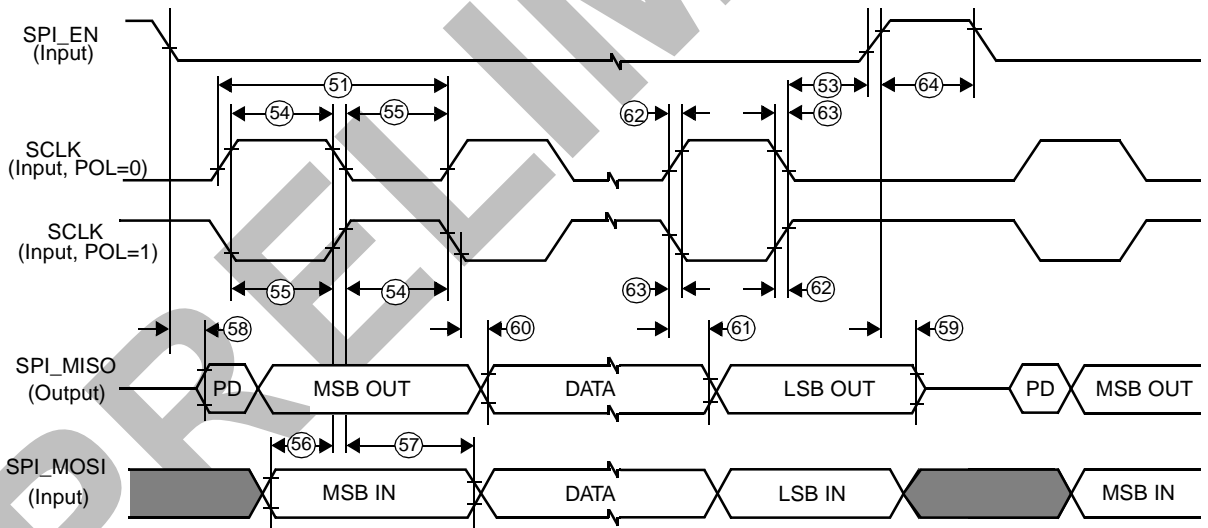 SPI_EN
(Input)
51
53
64
54
55
62
63
SCLK
(Input, POL=0)
SCLK
(Input, POL=1)
55
54
63
62
58
60
61
59
SPI_MISO
(Output)
PD
MSB OUT
DATA
LSB OUT
PD
MSB OUT
56
57
SPI_MOSI
(Input)
MSB IN
DATA
LSB IN
MSB IN